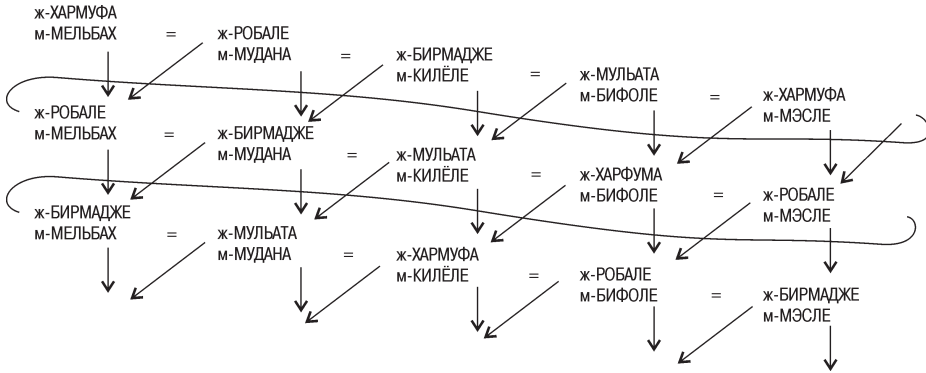 ж-ХАРМУФА
м-МЕЛЬБАХ
=
ж-РОБАЛЕ
м-МУДАНА
=
ж-БИРМАДЖЕ
м-КИЛЁЛЕ
=
ж-МУЛЬАТА
м-БИФОЛЕ
=
ж-ХАРМУФА
м-МЭСЛЕ
ж-РОБАЛЕ
м-МЕЛЬБАХ
=
ж-БИРМАДЖЕ
м-МУДАНА
=
ж-МУЛЬАТА
м-КИЛЁЛЕ
=
ж-ХАРФУМА
м-БИФОЛЕ
=
ж-РОБАЛЕ
м-МЭСЛЕ
ж-БИРМАДЖЕ
м-МЕЛЬБАХ
=
ж-МУЛЬАТА
м-МУДАНА
=
ж-ХАРМУФА
м-КИЛЁЛЕ
=
ж-РОБАЛЕ
м-БИФОЛЕ
=
ж-БИРМАДЖЕ
м-МЭСЛЕ